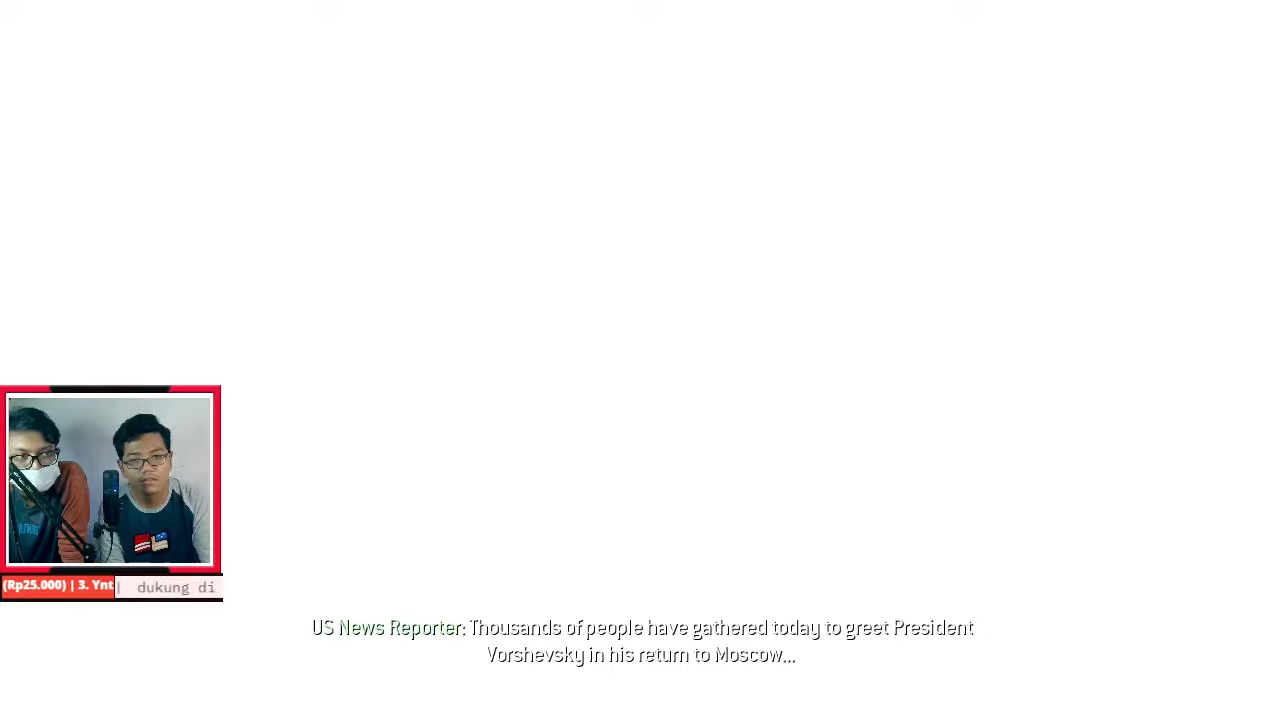 (Rp25.000) | 3. Ynt
| dukung di
US News Reporter: Thousands of people have gathered today to greet President
Vorshevsky in his return to Moscow...